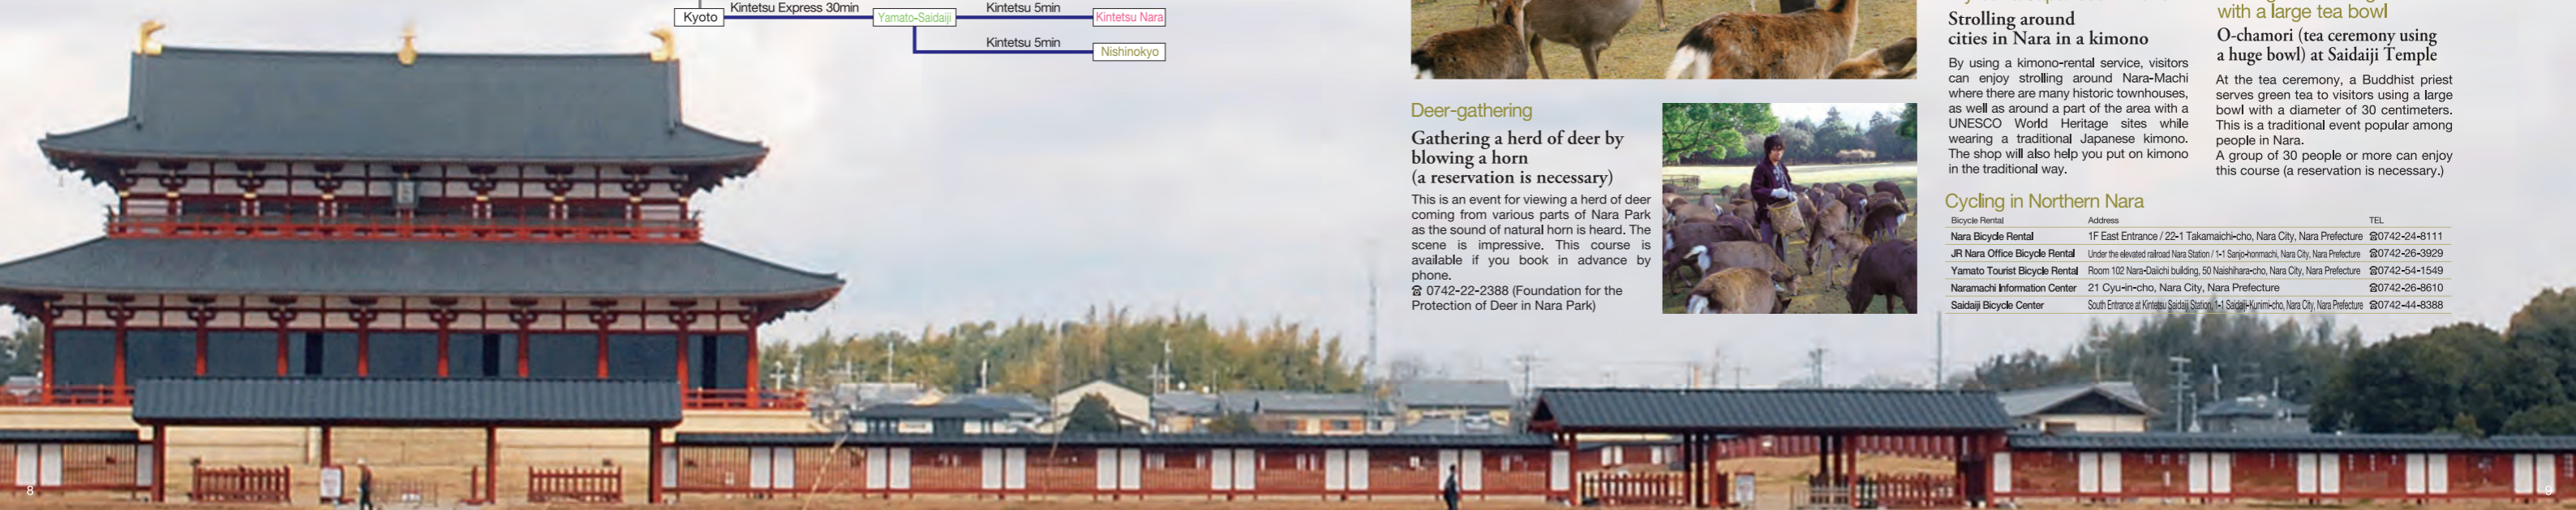 Kyoto
Kintetsu Express 30min
Yamato-Saidaiji
Kintetsu 5min
Kintetsu Nara
Kintetsu 5min
Nishinokyo
Deer-gathering
Gathering a herd of deer by
blowing a horn
(a reservation is necessary)
This is an event for viewing a herd of deer
coming from various parts of Nara Park
as the sound of natural horn is heard. The
scene is impressive. This course is
available if you book in advance by
phone.
☎ 0742-22-2388 (Foundation for the
Protection of Deer in Nara Park)
Strolling around
cities in Nara in a kimono
By using a kimono-rental service, visitors
can enjoy strolling around Nara-Machi
where there are many historic townhouses,
as well as around a part of the area with a
UNESCO World Heritage sites while
wearing a traditional Japanese kimono.
The shop will also help you put on kimono
in the traditional way.
with a large tea bowl
O-chamori (tea ceremony using
a huge bowl) at Saidaiji Temple
At the tea ceremony, a Buddhist priest
serves green tea to visitors using a large
bowl with a diameter of 30 centimeters.
This is a traditional event popular among
people in Nara.
A group of 30 people or more can enjoy
this course (a reservation is necessary.)
Cycling in Northern Nara
Bicycle Rental Address TEL
Nara Bicycle Rental 1F East Entrance / 22-1 Takamaichi-cho, Nara City, Nara Prefecture ☎0742-24-8111
JR Nara Office Bicycle Rental Under the elevated railroad Nara Station / 1-1 Sanjo-honmachi, Nara City, Nara Prefecture ☎0742-26-3929
Yamato Tourist Bicycle Rental Room 102 Nara-Daiichi building, 50 Naishihara-cho, Nara City, Nara Prefecture ☎0742-54-1549
Naramachi Information Center 21 Cyu-in-cho, Nara City, Nara Prefecture ☎0742-26-8610
Saidaiji Bicycle Center South Entrance at Kintetsu Saidaiji Station, 1-1 Saidaiji-Kunimi-cho, Nara City, Nara Prefecture ☎0742-44-8388
8
9